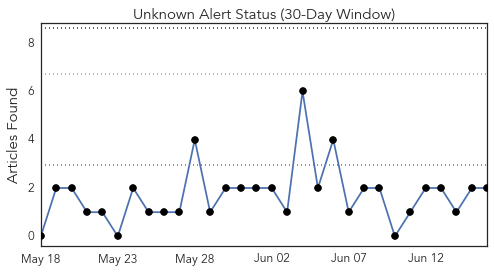 Unknown Alert Status (30-Day Window)
Articles Found
8
6
4
2
0
May 18 May 23 May 28 Jun 02 Jun 07 Jun 12